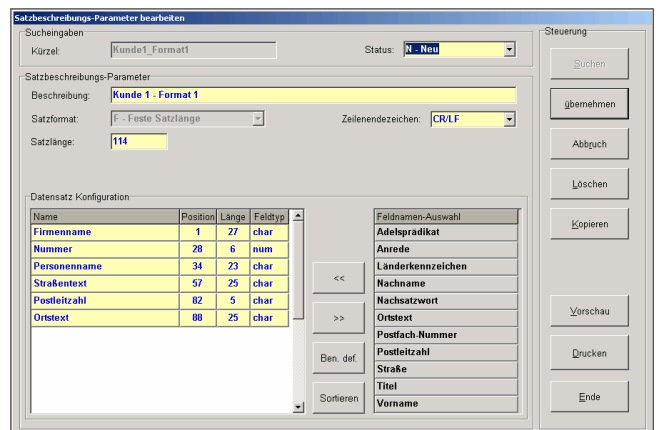 Satzbeschreibungs-Parameter bearbeiten
Sucheingaben
Kürzel: Kunde1_Format1 Status: N - Neu
Satzbeschreibungs-Parameter
Beschreibung: Kunde 1 - Format 1
Satzformat: F - Feste Satzlänge Zeilenendezeichen: CR/LF
Satzlänge: 114
Datensatz Konfiguration
Name Position Länge Feldtyp
Firmenname 1 27 char
Nummer 28 6 num
Personenname 34 23 char
Straßentext 57 25 char
Postleitzahl 82 5 char
Ortstext 88 25 char
<<
>>
Ben. def.
Sortieren
Feldnamen-Auswahl
Adelsprädikat
Anrede
Länderkennzeichen
Nachname
Nachsatzwort
Ortstext
Postfach-Nummer
Postleitzahl
Straße
Titel
Vorname
Steuerung
Suchen
übernehmen
Abbruch
Löschen
Kopieren
Vorschau
Drucken
Ende